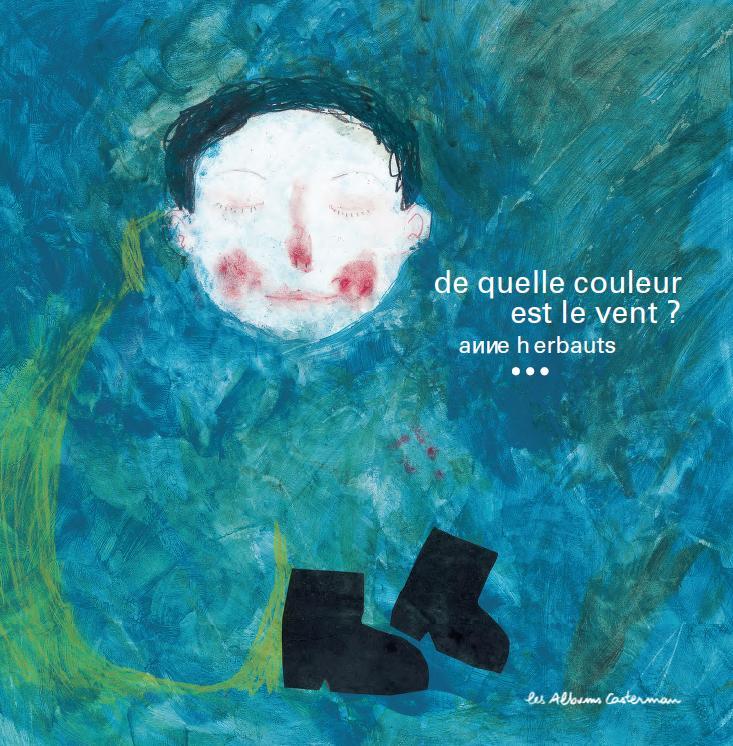 de quelle couleur
est le vent ?
anne herbauts
les Albums Casterman